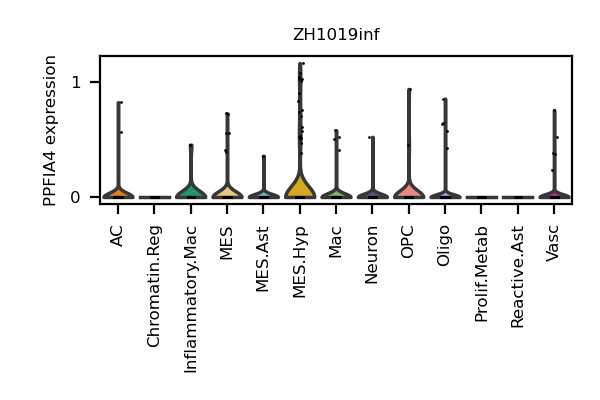 ZH1019inf
PPFIA4 expression
1
0
AC
Chromatin.Reg
Inflammatory.Mac
MES
MES.Ast
MES.Hyp
Mac
Neuron
OPC
Oligo
Prolif.Metab
Reactive.Ast
Vasc